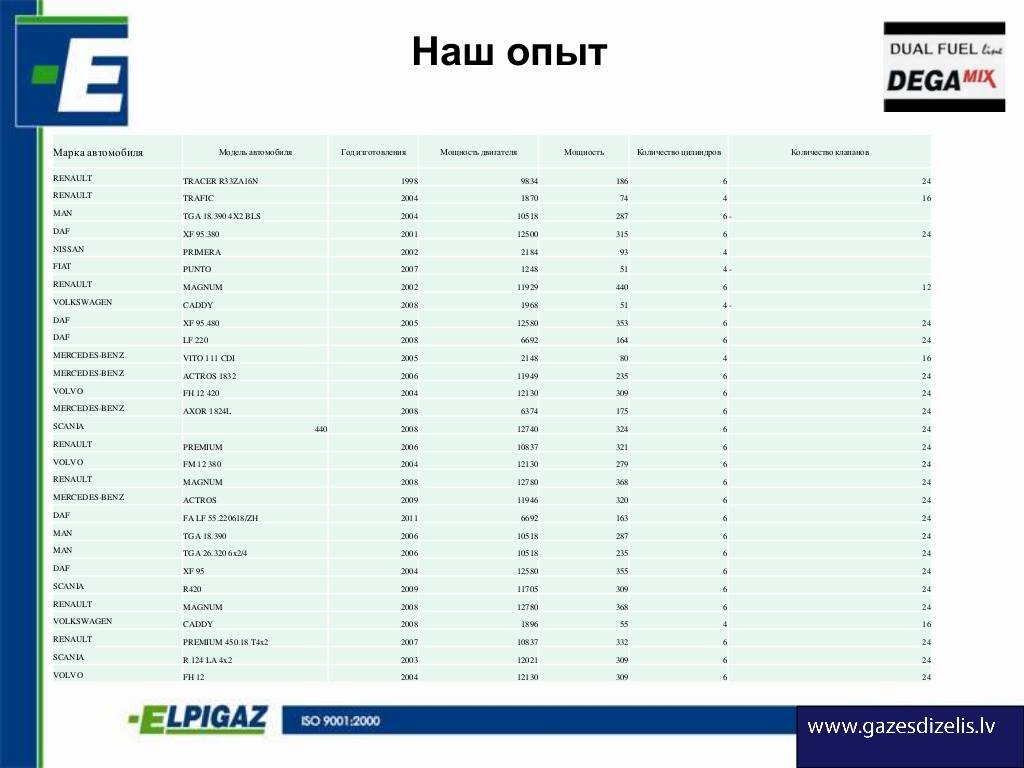 Наш опыт
E
DUAL FUEL line
DEGAMIX
Марка автомобиля Модель автомобиля Год изготовления Мощность двигателя Мощность Количество цилиндров Количество клапанов
RENAULT TRACER R33ZA16N 1998 9834 186 6 24
RENAULT TRAFIC 2004 1870 74 4 16
MAN TGA 18.390 4X2 BLS 2004 10518 287 6 -
DAF XF 95.380 2001 12500 315 6 24
NISSAN PRIMERA 2002 2184 93 4
FIAT PUNTO 2007 1248 51 4 -
RENAULT MAGNUM 2002 11929 440 6 12
VOLKSWAGEN CADDY 2008 1968 51 4 -
DAF XF 95.480 2005 12580 353 6 24
DAF LF 220 2008 6692 164 6 24
MERCEDES-BENZ VITO 111 CDI 2005 2148 80 4 16
MERCEDES-BENZ ACTROS 1832 2006 11949 235 6 24
VOLVO FH 12 420 2004 12130 309 6 24
MERCEDES-BENZ AXOR 1824L 2008 6374 175 6 24
SCANIA 440 2008 12740 324 6 24
RENAULT PREMIUM 2006 10837 321 6 24
VOLVO FM 12 380 2004 12130 279 6 24
RENAULT MAGNUM 2008 12780 368 6 24
MERCEDES-BENZ ACTROS 2009 11946 320 6 24
DAF FA LF 55.220618/ZH 2011 6692 163 6 24
MAN TGA 18.390 2006 10518 287 6 24
MAN TGA 26.320 6x2/4 2006 10518 235 6 24
DAF XF 95 2004 12580 355 6 24
SCANIA R420 2009 11705 309 6 24
RENAULT MAGNUM 2008 12780 368 6 24
VOLKSWAGEN CADDY 2008 1896 55 4 16
RENAULT PREMIUM 450.18 T4x2 2007 10837 332 6 24
SCANIA R 124 LA 4x2 2003 12021 309 6 24
VOLVO FH 12 2004 12130 309 6 24
ELPIGAZ ISO 9001:2000
www.gazesdizelis.lv